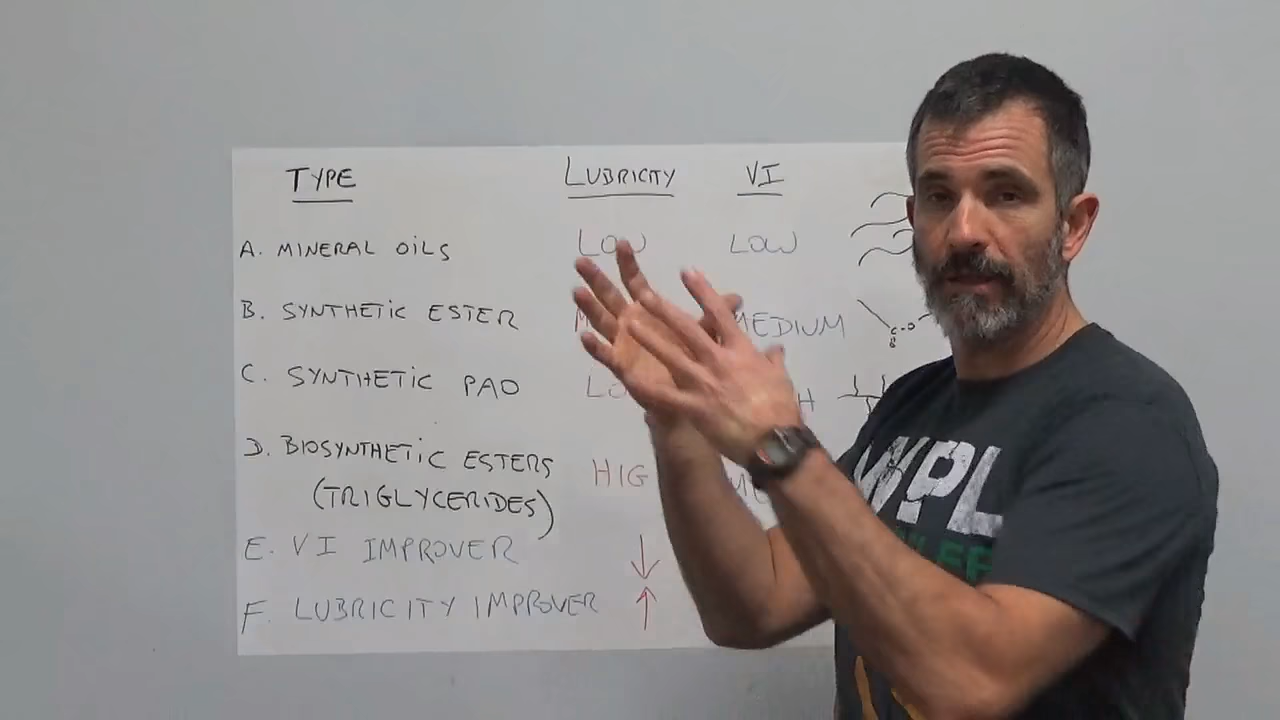 TYPE LUBRICITY VI
A. MINERAL OILS LOW LOW
B. SYNTHETIC ESTER MEDIUM
C. SYNTHETIC PAO
D. BIOSYNTHETIC ESTERS HIG
(TRIGLYCERIDES)
E. VI IMPROVER ↓
F. LUBRICITY IMPROVER ↑
WPL